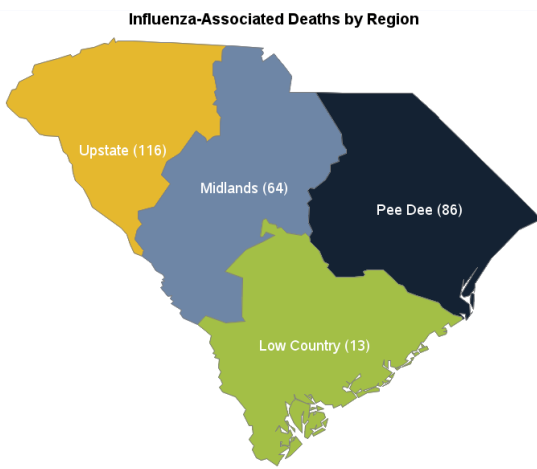 Influenza-Associated Deaths by Region
Upstate (116)
Midlands (64)
Pee Dee (86)
Low Country (13)